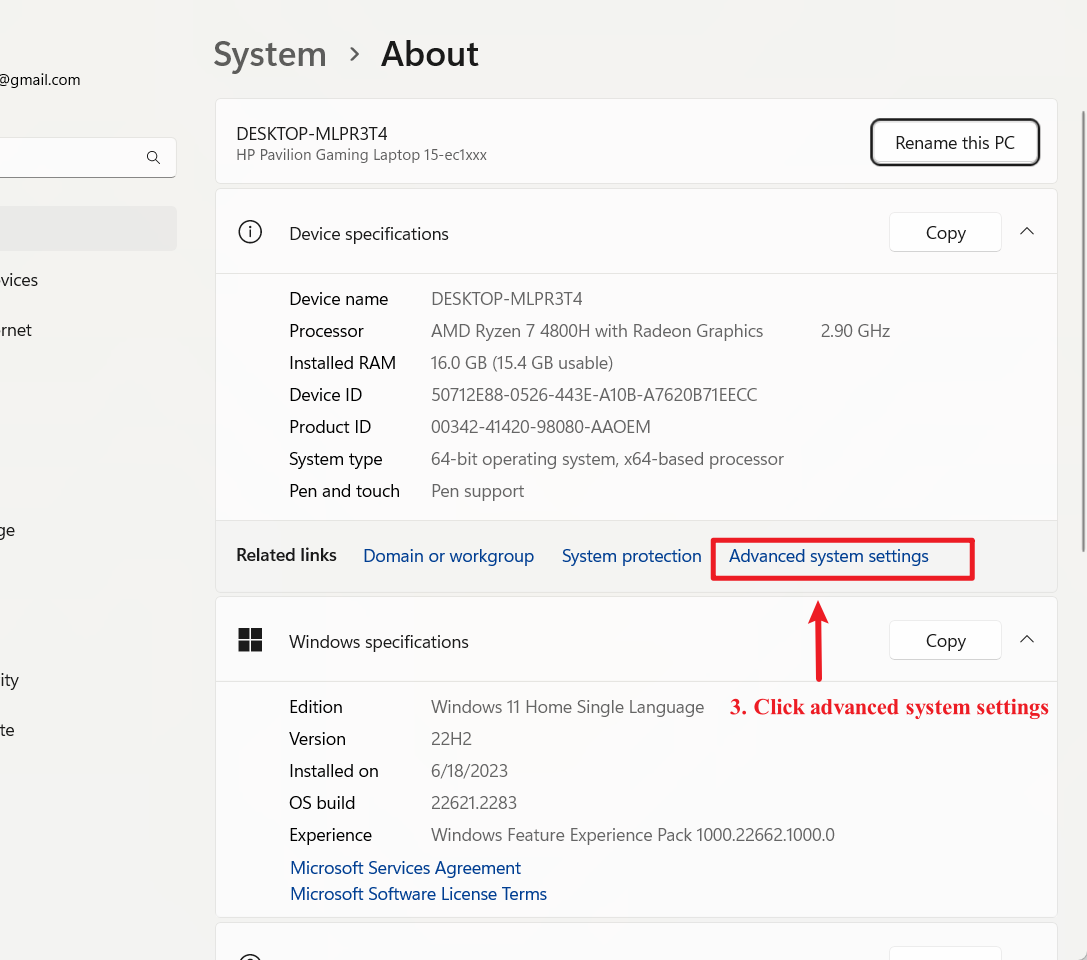 System > About
@gmail.com
DESKTOP-MLPR3T4
HP Pavilion Gaming Laptop 15-ec1xxx
Rename this PC
Device specifications
Copy
vices
Device name DESKTOP-MLPR3T4
rnet
Processor AMD Ryzen 7 4800H with Radeon Graphics 2.90 GHz
Installed RAM 16.0 GB (15.4 GB usable)
Device ID 50712E88-0526-443E-A10B-A7620B71EECC
Product ID 00342-41420-98080-AAOEM
System type 64-bit operating system, x64-based processor
Pen and touch Pen support
ge
Related links Domain or workgroup System protection Advanced system settings
Windows specifications Copy
ity
Edition Windows 11 Home Single Language
3. Click advanced system settings
te
Version 22H2
Installed on 6/18/2023
OS build 22621.2283
Experience Windows Feature Experience Pack 1000.22662.1000.0
Microsoft Services Agreement
Microsoft Software License Terms